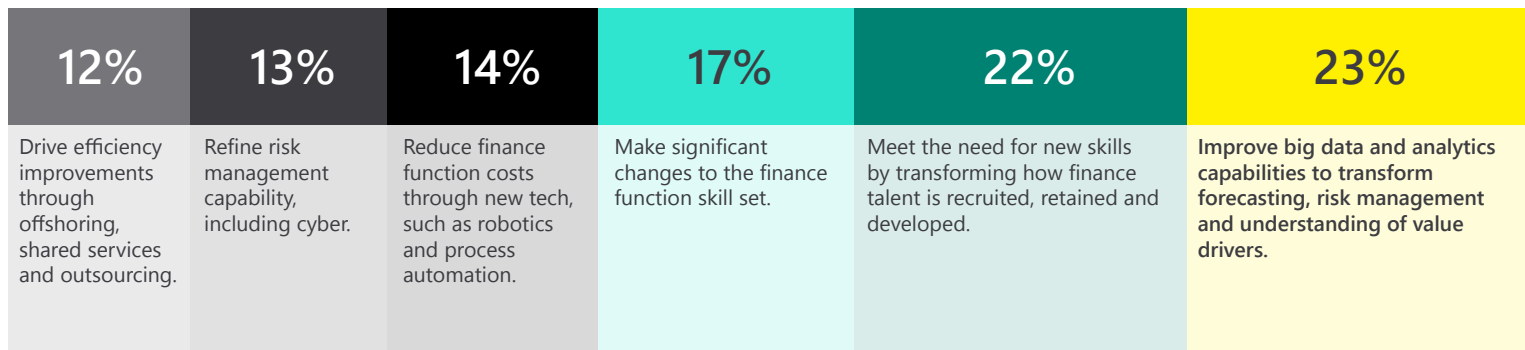 12%
Drive efficiency
improvements
through
offshoring,
shared services
and outsourcing.
13%
Refine risk
management
capability,
including cyber.
14%
Reduce finance
function costs
through new tech,
such as robotics
and process
automation.
17%
Make significant
changes to the finance
function skill set.
22%
Meet the need for new skills
by transforming how finance
talent is recruited, retained and
developed.
23%
Improve big data and analytics
capabilities to transform
forecasting, risk management
and understanding of value
drivers.